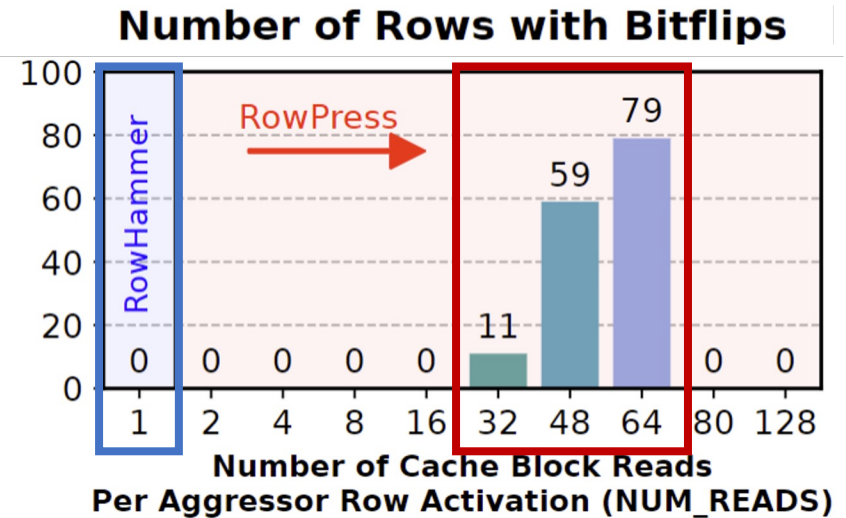 Number of Rows with Bitflips
100
80
60
40
20
0
RowHammer
RowPress
0 0 0 0 0 11 59 79 0 0
1 2 4 8 16 32 48 64 80 128
Number of Cache Block Reads
Per Aggressor Row Activation (NUM_READS)